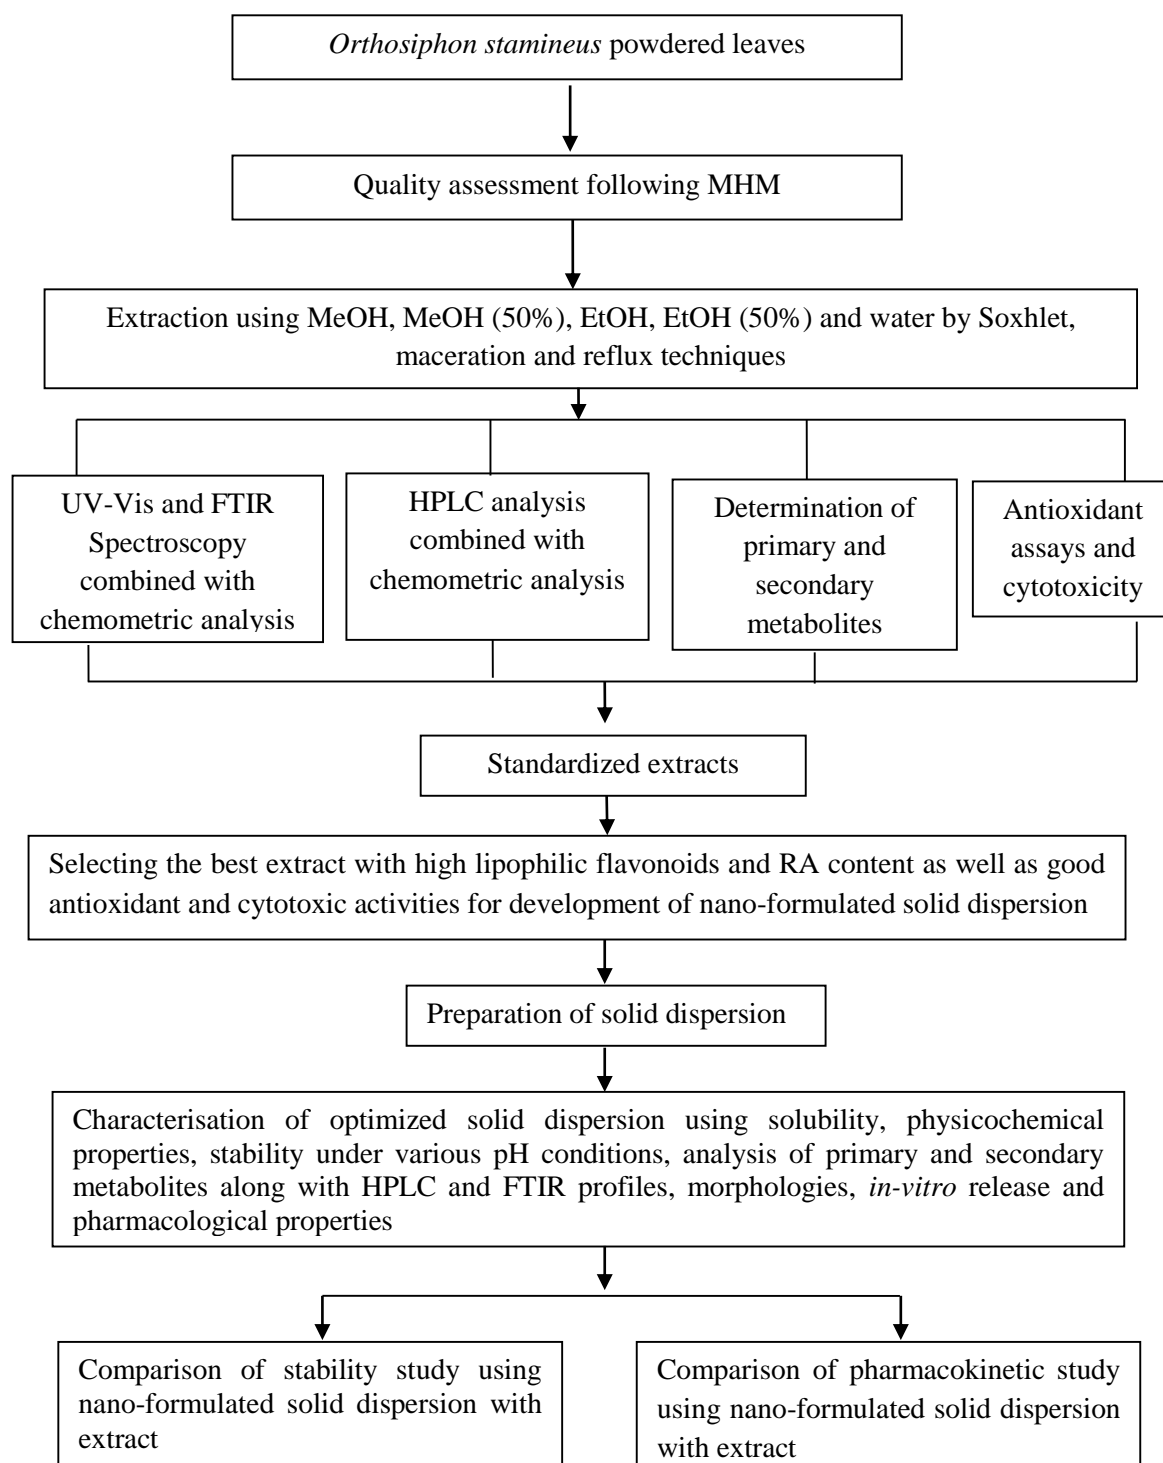 Orthosiphon stamineus powdered leaves
Quality assessment following MHM
Extraction using MeOH, MeOH (50%), EtOH, EtOH (50%) and water by Soxhlet,
maceration and reflux techniques
UV-Vis and FTIR
Spectroscopy
combined with
chemometric analysis
HPLC analysis
combined with
chemometric analysis
Determination of
primary and
secondary
metabolites
Antioxidant
assays and
cytotoxicity
Standardized extracts
Selecting the best extract with high lipophilic flavonoids and RA content as well as good
antioxidant and cytotoxic activities for development of nano-formulated solid dispersion
Preparation of solid dispersion
Characterisation of optimized solid dispersion using solubility, physicochemical
properties, stability under various pH conditions, analysis of primary and secondary
metabolites along with HPLC and FTIR profiles, morphologies, in-vitro release and
pharmacological properties
Comparison of stability study using
nano-formulated solid dispersion with
extract
Comparison of pharmacokinetic study
using nano-formulated solid dispersion
with extract